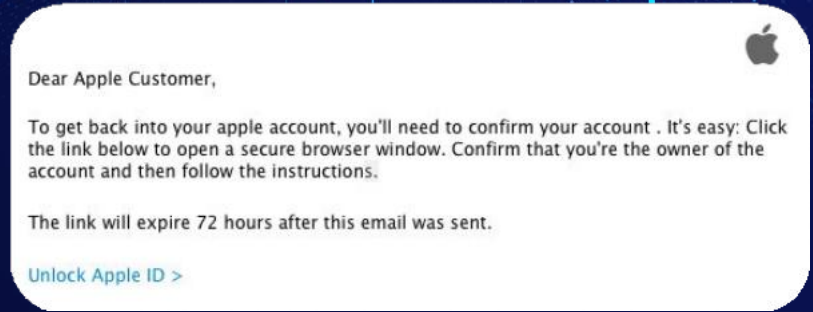 Dear Apple Customer,
To get back into your apple account, you'll need to confirm your account . It's easy: Click
the link below to open a secure browser window. Confirm that you're the owner of the
account and then follow the instructions.
The link will expire 72 hours after this email was sent.
Unlock Apple ID >